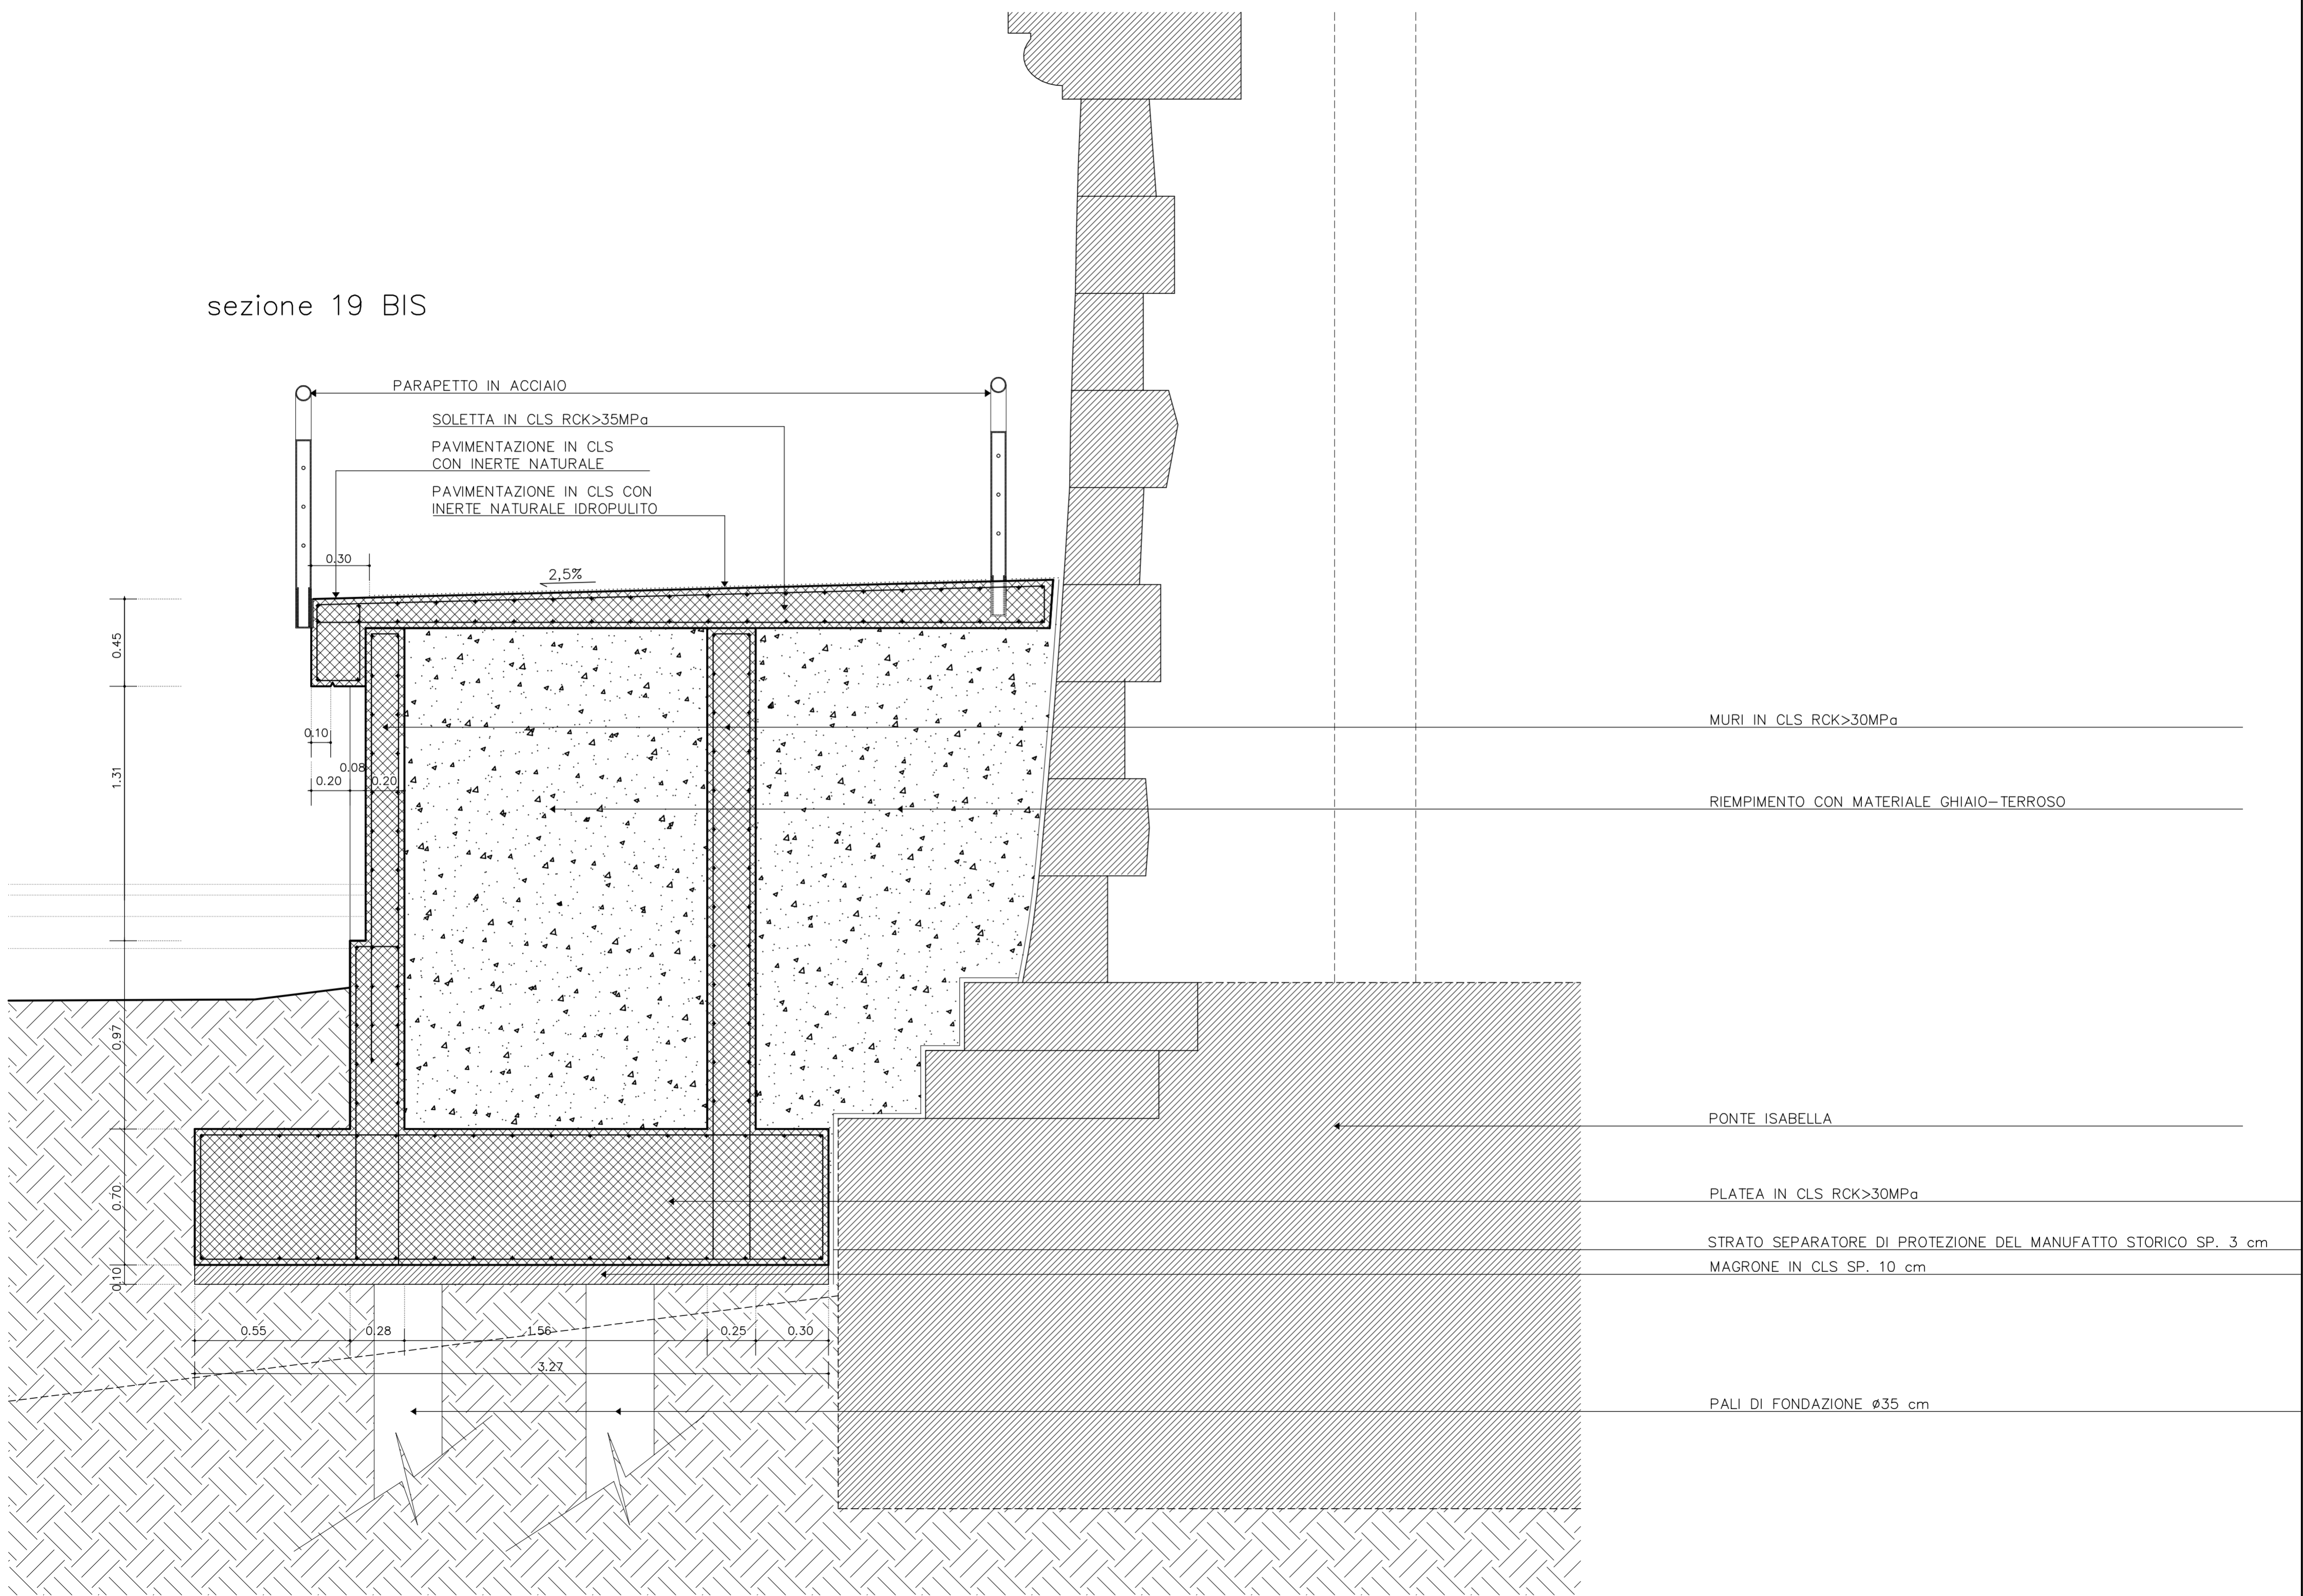 sezione 19 BIS
PARAPETTO IN ACCIAIO
SOLETTA IN CLS RCK>35MPa
PAVIMENTAZIONE IN CLS
CON INERTE NATURALE
PAVIMENTAZIONE IN CLS CON
INERTE NATURALE IDROPULITO
0.30
2,5%
0.45
MURI IN CLS RCK>30MPa
0.10
0.08
0.20
0.20
1.31
RIEMPIMENTO CON MATERIALE GHIAIO-TERROSO
0.97
PONTE ISABELLA
0.70
PLATEA IN CLS RCK>30MPa
STRATO SEPARATORE DI PROTEZIONE DEL MANUFATTO STORICO SP. 3 cm
0.10
MAGRONE IN CLS SP. 10 cm
0.55
0.28
1.56
0.25
0.30
3.27
PALI DI FONDAZIONE ø35 cm